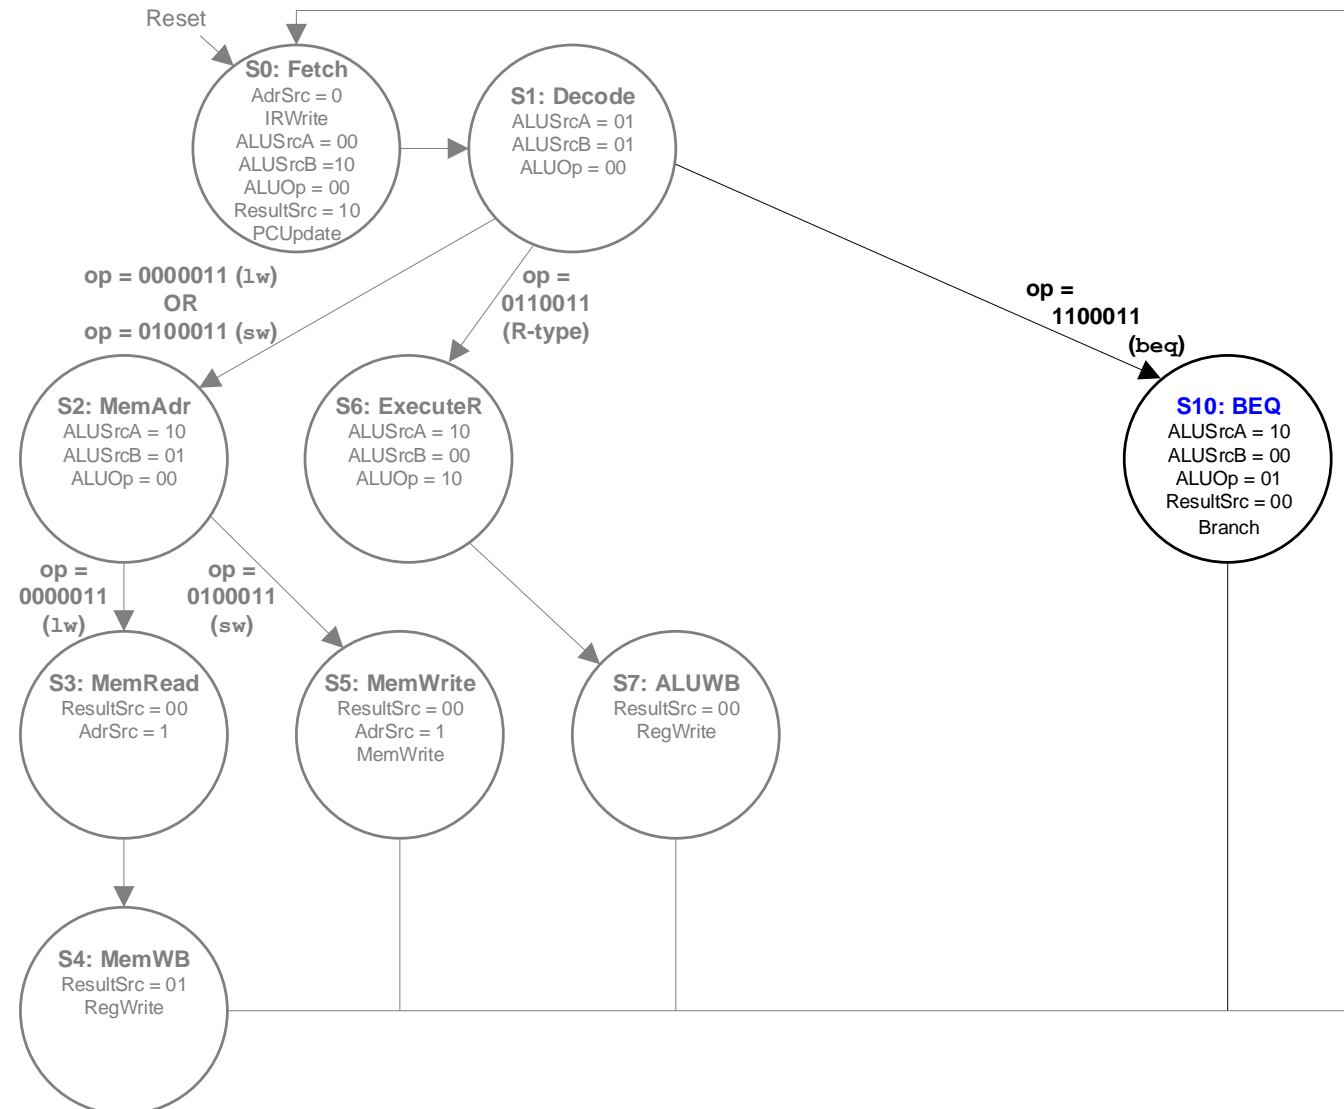 Reset
S0: Fetch
AdrSrc = 0
IRWrite
ALUSrcA = 00
ALUSrcB =10
ALUOp = 00
ResultSrc = 10
PCUpdate
S1: Decode
ALUSrcA = 01
ALUSrcB = 01
ALUOp = 00
op = 0000011 (lw)
OR
op = 0100011 (sw)
op =
0110011
(R-type)
op =
1100011
(beq)
S2: MemAdr
ALUSrcA = 10
ALUSrcB = 01
ALUOp = 00
S6: ExecuteR
ALUSrcA = 10
ALUSrcB = 00
ALUOp = 10
S10: BEQ
ALUSrcA = 10
ALUSrcB = 00
ALUOp = 01
ResultSrc = 00
Branch
op =
0000011
(lw)
op =
0100011
(sw)
S3: MemRead
ResultSrc = 00
AdrSrc = 1
S5: MemWrite
ResultSrc = 00
AdrSrc = 1
MemWrite
S7: ALUWB
ResultSrc = 00
RegWrite
S4: MemWB
ResultSrc = 01
RegWrite